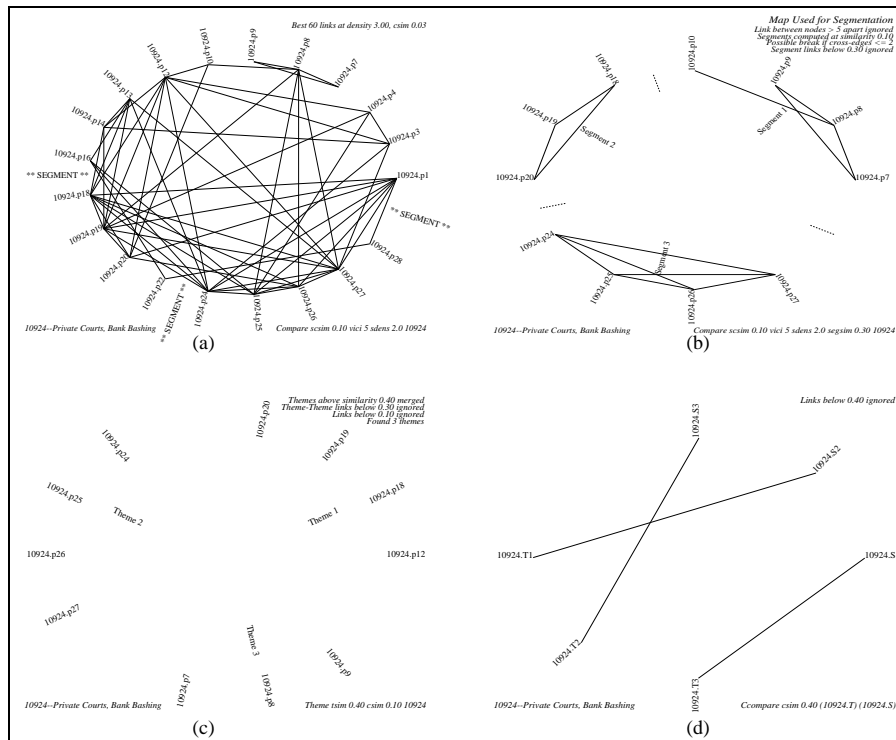 Best 60 links at density 3.00, csim 0.03
10924.p9
10924.p8
10924.p7
10924.p4
10924.p3
10924.p1
** SEGMENT **
10924.p28
10924.p27
10924.p26
10924.p25
10924.p24
** SEGMENT **
10924.p22
10924.p20
10924.p19
10924.p18
** SEGMENT **
10924.p16
10924.p14
10924.p13
10924.p12
10924.p10
10924--Private Courts, Bank Bashing
Compare scsim 0.10 vici 5 sdens 2.0 10924
(a)
Map Used for Segmentation
Link between nodes > 5 apart ignored
Segments computed at similarity 0.10
Possible break if cross-edges <= 2
Segment links below 0.30 ignored
10924.p10
10924.p9
10924.p8
Segment 1
10924.p7
10924.p18
10924.p19
Segment 2
10924.p20
10924.p24
Segment 3
10924.p25
10924.p26
10924.p27
10924--Private Courts, Bank Bashing
Compare scsim 0.10 vici 5 sdens 2.0 segsim 0.30 10924
(b)
Themes above similarity 0.40 merged
Theme-Theme links below 0.30 ignored
Links below 0.10 ignored
Found 3 themes
10924.p20
10924.p19
10924.p18
Theme 1
10924.p12
10924.p24
10924.p25
Theme 2
10924.p26
10924.p27
Theme 3
10924.p7
10924.p8
10924.p9
10924--Private Courts, Bank Bashing
Theme tsim 0.40 csim 0.10 10924
(c)
Links below 0.40 ignored
10924.S3
10924.S2
10924.T1
10924.S
10924.T2
10924.T3
10924--Private Courts, Bank Bashing
Ccompare csim 0.40 (10924.T) (10924.S)
(d)